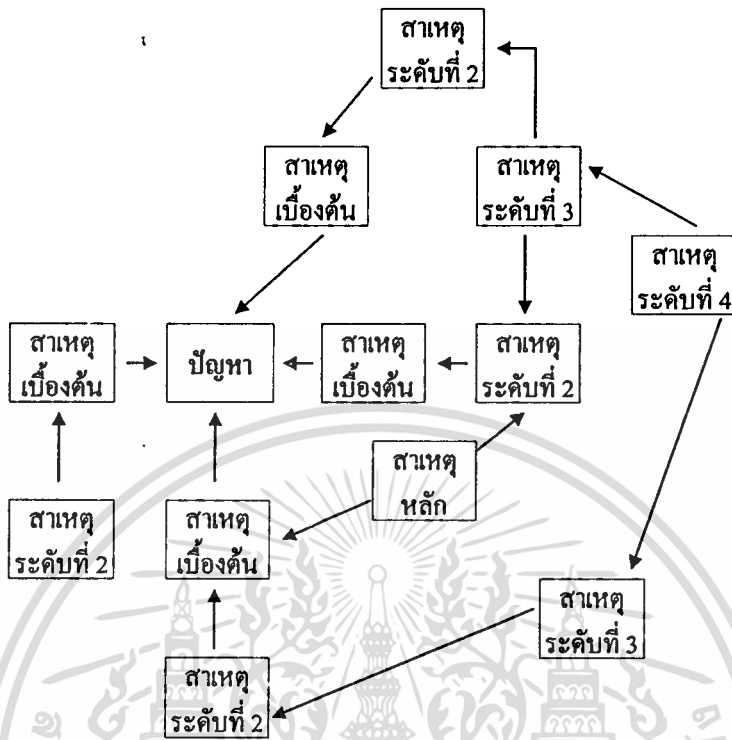 สาเหตุ
ระดับที่ 2
สาเหตุ
เบื้องต้น
สาเหตุ
ระดับที่ 3
สาเหตุ
ระดับที่ 4
สาเหตุ
เบื้องต้น
ปัญหา
สาเหตุ
เบื้องต้น
สาเหตุ
ระดับที่ 2
สาเหตุ
หลัก
สาเหตุ
ระดับที่ 2
สาเหตุ
เบื้องต้น
สาเหตุ
ระดับที่ 3
สาเหตุ
ระดับที่ 2